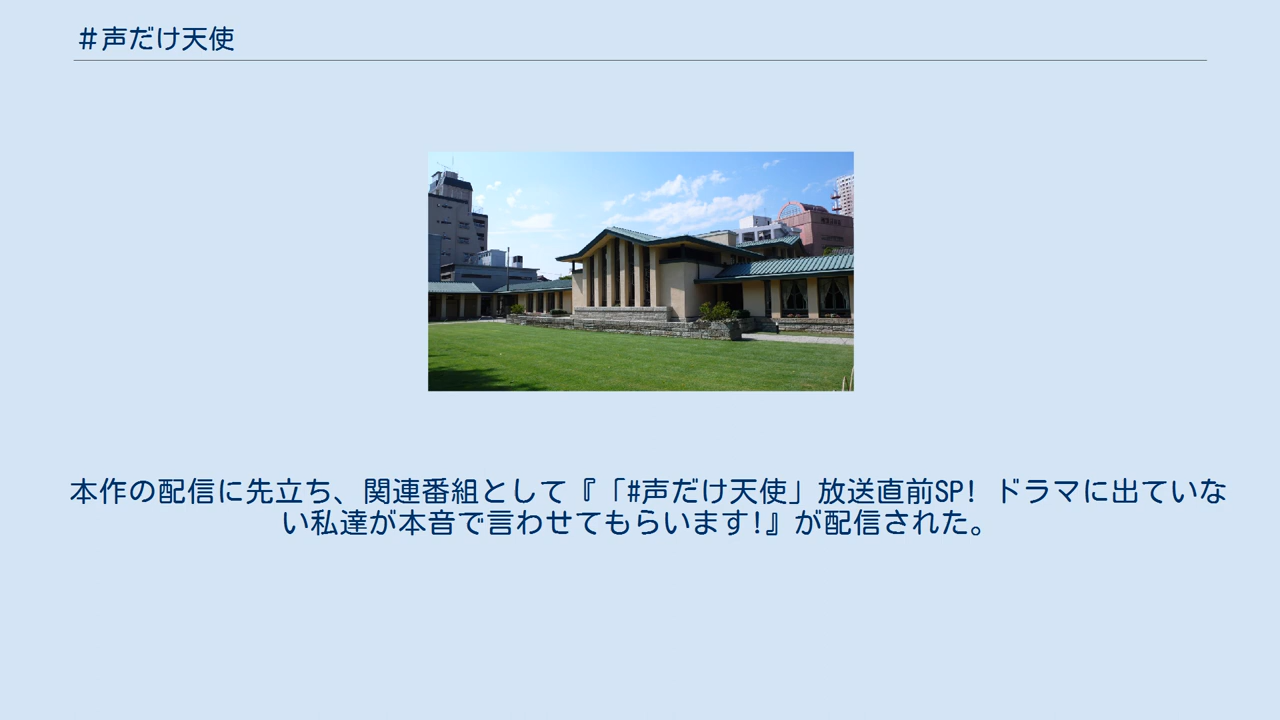 ＃声だけ天使
本作の配信に先立ち、関連番組として『「#声だけ天使」放送直前SP! ドラマに出ていな
い私達が本音で言わせてもらいます!』が配信された。